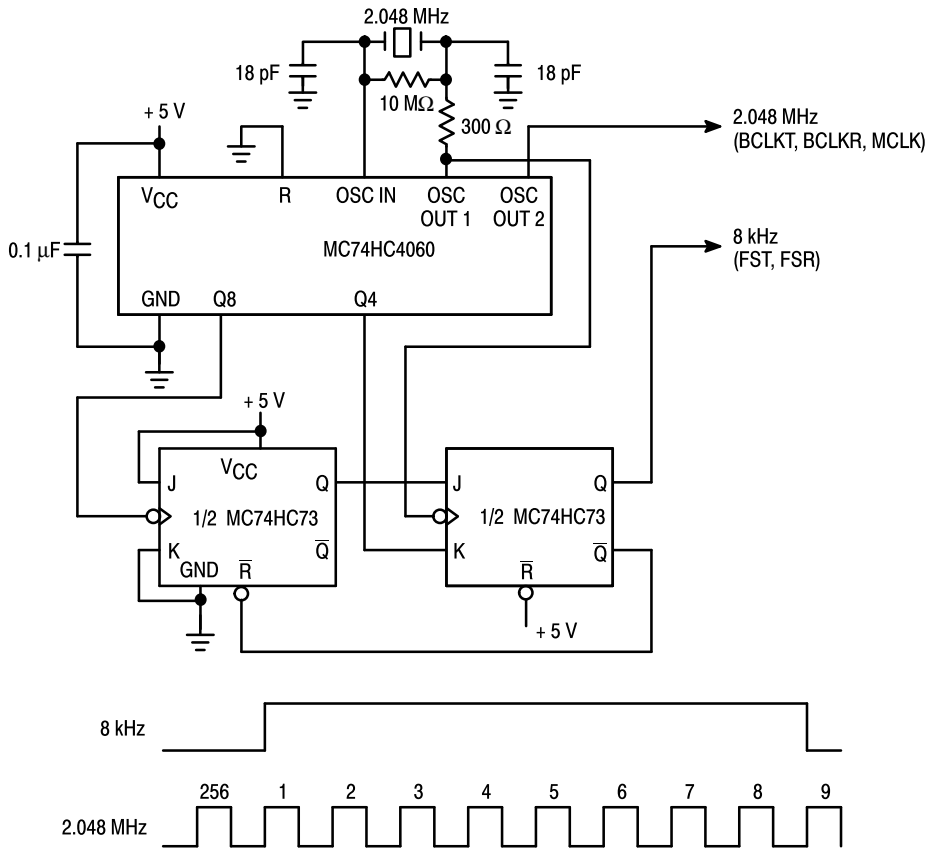 2.048 MHz
18 pF
18 pF
10 MΩ
300 Ω
+ 5 V
2.048 MHz
(BCLKT, BCLKR, MCLK)
VCC
R
OSC IN
OSC
OUT 1
OSC
OUT 2
0.1 µF
MC74HC4060
8 kHz
(FST, FSR)
GND
Q8
Q4
+ 5 V
VCC
J
Q
1/2 MC74HC73
K
Q̅
GND
R̅
J
Q
1/2 MC74HC73
K
Q̅
R̅
+ 5 V
8 kHz
256 1 2 3 4 5 6 7 8 9
2.048 MHz